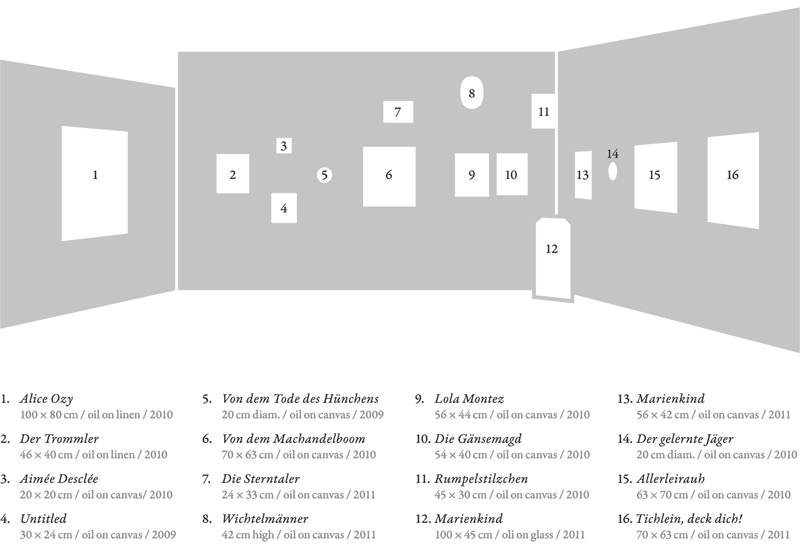 1
2
3
4
5
6
7
8
9
10
11
12
13
14
15
16
1. Alice Ozy
100 × 80 cm / oil on linen / 2010
2. Der Trommler
46 × 40 cm / oil on linen / 2010
3. Aimée Desclée
20 × 20 cm / oil on canvas/ 2010
4. Untitled
30 × 24 cm / oil on canvas / 2009
5. Von dem Tode des Hünchens
20 cm diam. / oil on canvas / 2009
6. Von dem Machandelboom
70 × 63 cm / oil on canvas / 2010
7. Die Sterntaler
24 × 33 cm / oil on canvas / 2011
8. Wichtelmänner
42 cm high / oil on canvas / 2011
9. Lola Montez
56 × 44 cm / oil on canvas / 2010
10. Die Gänsemagd
54 × 40 cm / oil on canvas / 2010
11. Rumpelstilzchen
45 × 30 cm / oil on canvas / 2010
12. Marienkind
100 × 45 cm / oli on glass / 2011
13. Marienkind
56 × 42 cm / oil on canvas / 2011
14. Der gelernte Jäger
20 cm diam. / oil on canvas / 2010
15. Allerleirauh
63 × 70 cm / oil on canvas / 2010
16. Tichlein, deck dich!
70 × 63 cm / oil on canvas / 2011